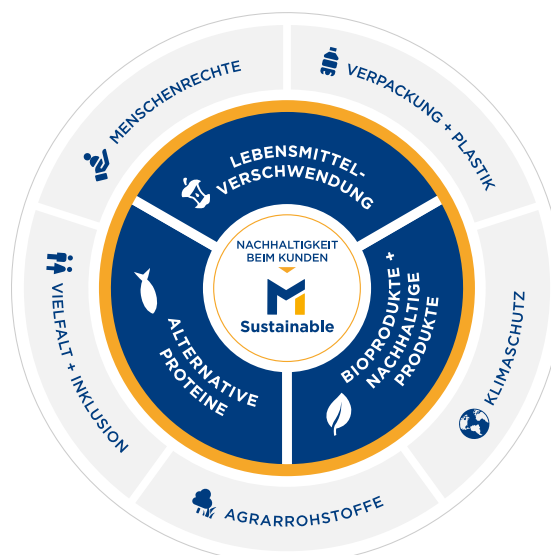 MENSCHENRECHTE
VERPACKUNG + PLASTIK
LEBENSMITTEL-
VERSCHWENDUNG
NACHHALTIGKEIT
BEIM KUNDEN
M
Sustainable
BIOPRODUKTE +
NACHHALTIGE
PRODUKTE
ALTERNATIVE
PROTEINE
VIELFALT + INKLUSION
KLIMASCHUTZ
AGRARROHSTOFFE